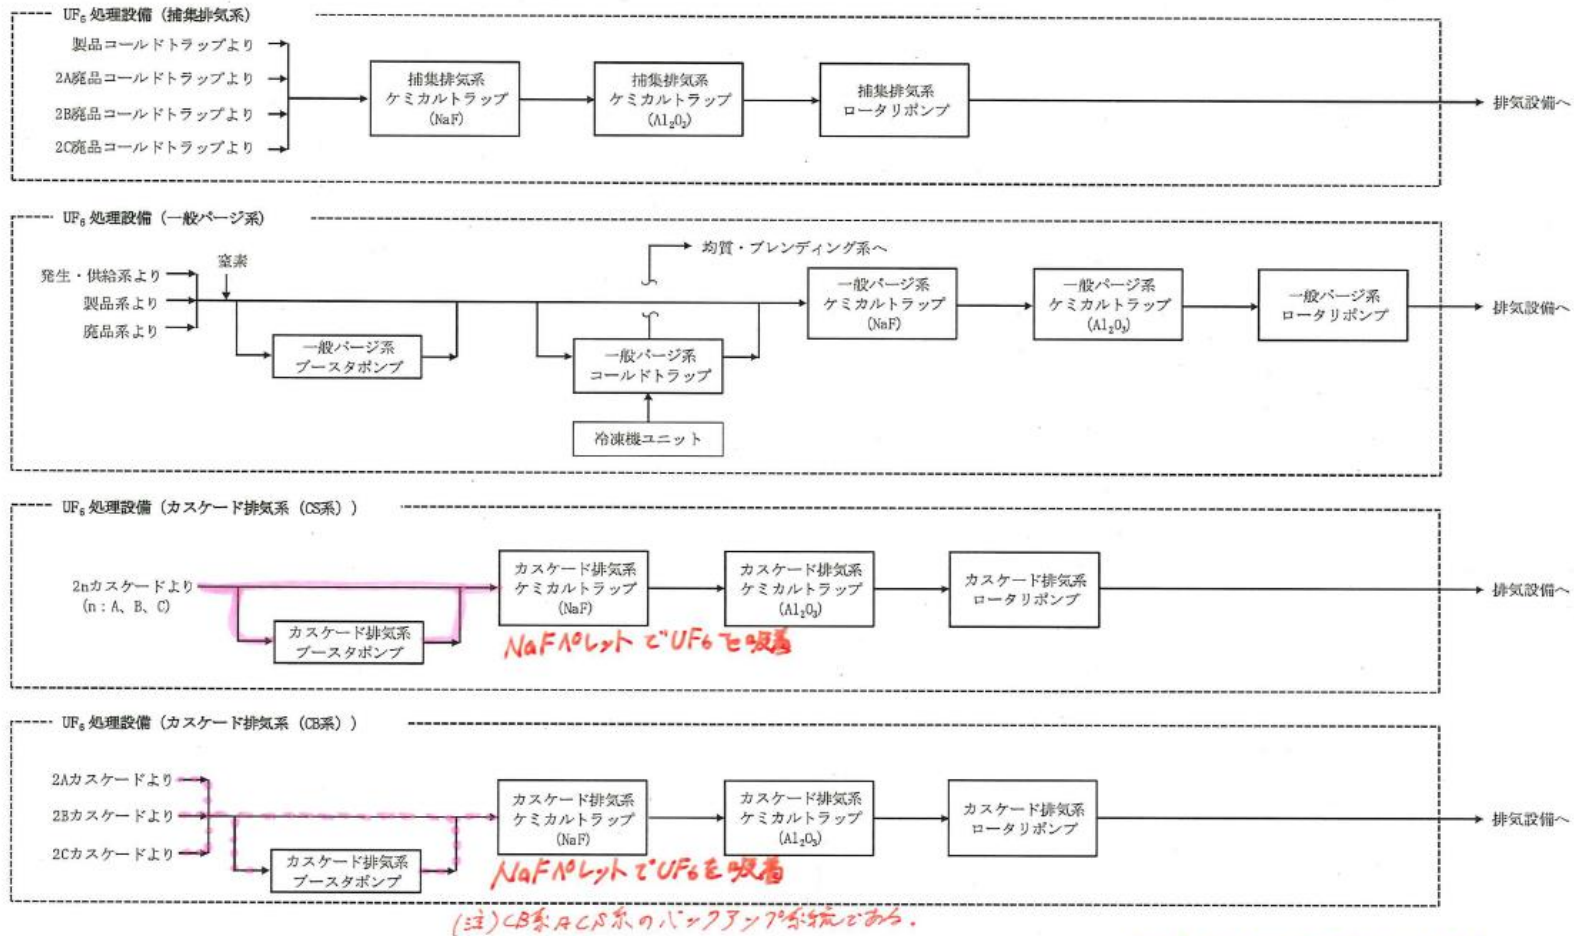 UF₆ 処理設備 (捕集排気系)
製品コールドトラップより
2A廃品コールドトラップより
2B廃品コールドトラップより
2C廃品コールドトラップより
捕集排気系
ケミカルトラップ
(NaF)
捕集排気系
ケミカルトラップ
(Al₂O₃)
捕集排気系
ロータリポンプ
排気設備へ
UF₆ 処理設備 (一般パージ系)
発生・供給系より
製品系より
廃品系より
窒素
一般パージ系
ブースタポンプ
均質・ブレンディング系へ
一般パージ系
コールドトラップ
冷凍機ユニット
一般パージ系
ケミカルトラップ
(NaF)
一般パージ系
ケミカルトラップ
(Al₂O₃)
一般パージ系
ロータリポンプ
排気設備へ
UF₆ 処理設備 (カスケード排気系 (CS系) )
2nカスケードより
(n : A、B、C)
カスケード排気系
ブースタポンプ
カスケード排気系
ケミカルトラップ
(NaF)
NaFペレットでUF₆を吸着
カスケード排気系
ケミカルトラップ
(Al₂O₃)
カスケード排気系
ロータリポンプ
排気設備へ
UF₆ 処理設備 (カスケード排気系 (CB系) )
2Aカスケードより
2Bカスケードより
2Cカスケードより
カスケード排気系
ブースタポンプ
カスケード排気系
ケミカルトラップ
(NaF)
NaFペレットでUF₆を吸着
カスケード排気系
ケミカルトラップ
(Al₂O₃)
カスケード排気系
ロータリポンプ
排気設備へ
(注)CB系はCS系のバックアップ系統である.